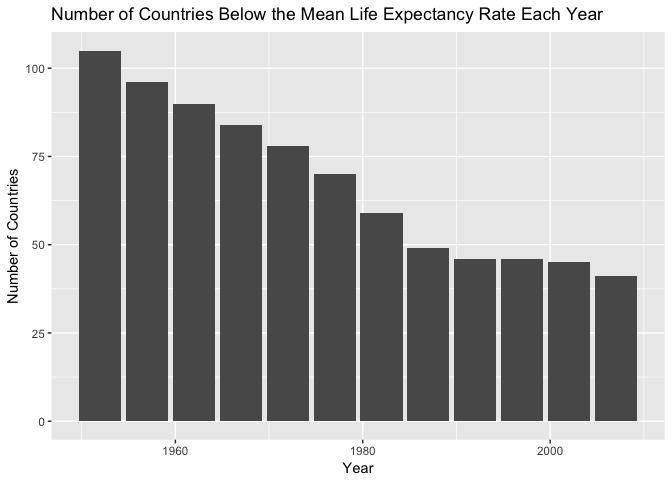 Number of Countries Below the Mean Life Expectancy Rate Each Year
Number of Countries
100
75
50
25
0
1960
1980
2000
Year